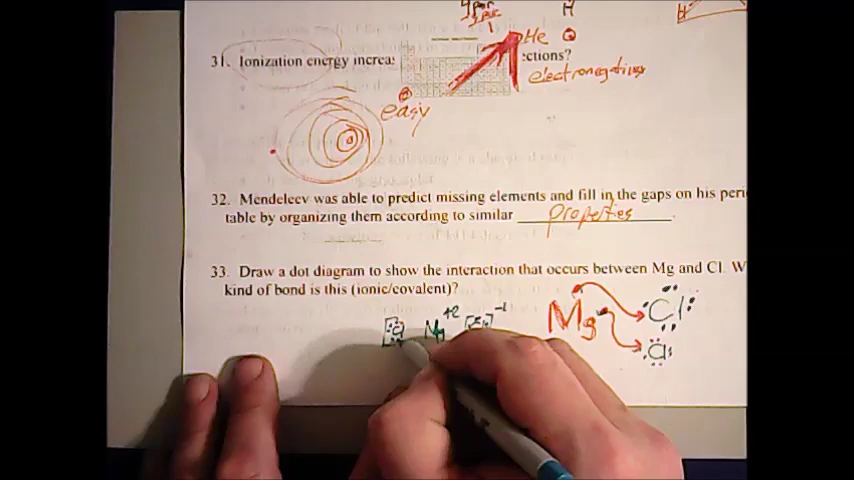 H
He
31. Ionization energy increa ections?
electronegativity
easy
32. Mendeleev was able to predict missing elements and fill in the gaps on his peri
table by organizing them according to similar properties.
33. Draw a dot diagram to show the interaction that occurs between Mg and Cl. W
kind of bond is this (ionic/covalent)?
Cl Mg +2 -1 Mg Cl
Cl